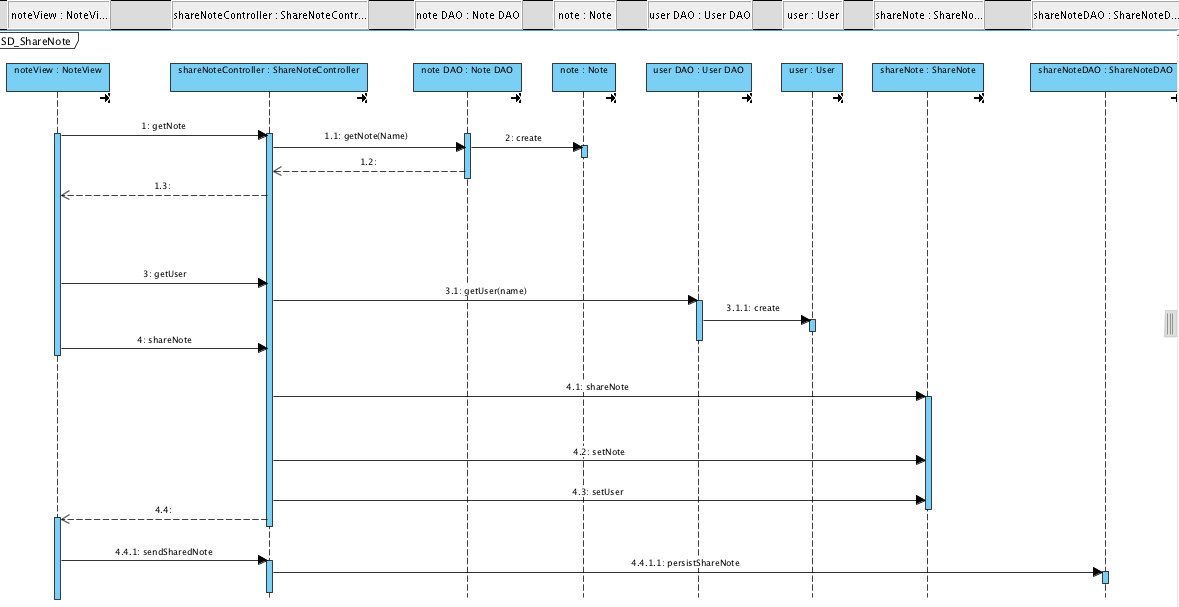 noteView : NoteVi... shareNoteController : ShareNoteContr... note DAO : Note DAO note : Note user DAO : User DAO user : User shareNote : ShareNo... shareNoteDAO : ShareNoteD...
SD_ShareNote
noteView : NoteView shareNoteController : ShareNoteController note DAO : Note DAO note : Note user DAO : User DAO user : User shareNote : ShareNote shareNoteDAO : ShareNoteDAO
1: getNote
1.1: getNote(Name)
2: create
1.2:
1.3:
3: getUser
3.1: getUser(name)
3.1.1: create
4: shareNote
4.1: shareNote
4.2: setNote
4.3: setUser
4.4:
4.4.1: sendSharedNote
4.4.1.1: persistShareNote